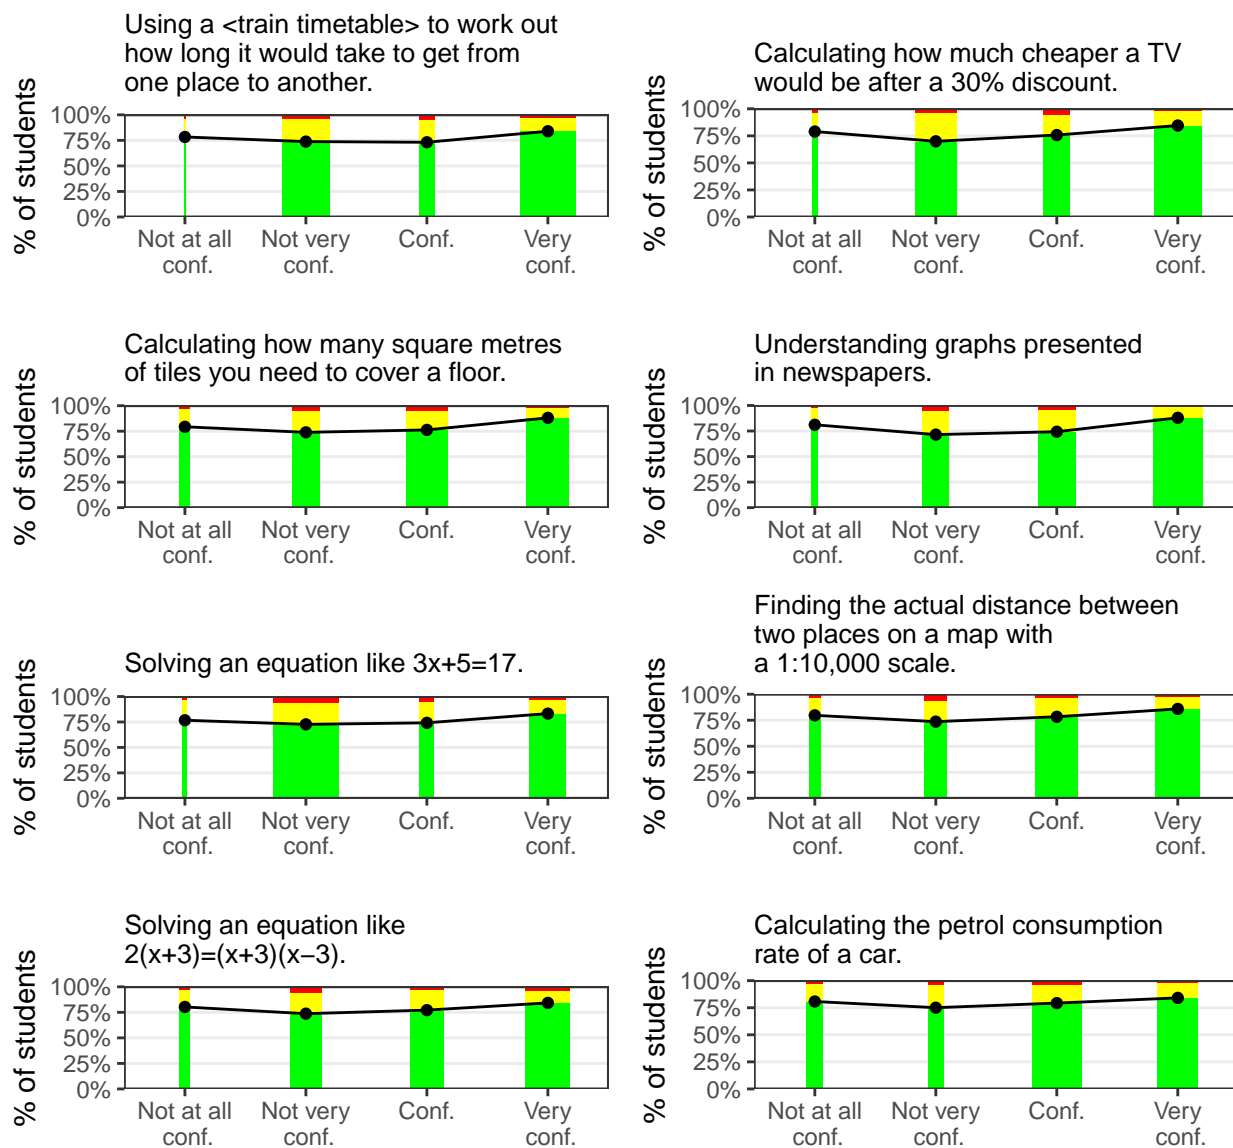 Using a <train timetable> to work out
how long it would take to get from
one place to another.
% of students
100%
75%
50%
25%
0%
Not at all
conf.
Not very
conf.
Conf.
Very
conf.
Calculating how much cheaper a TV
would be after a 30% discount.
% of students
100%
75%
50%
25%
0%
Not at all
conf.
Not very
conf.
Conf.
Very
conf.
Calculating how many square metres
of tiles you need to cover a floor.
% of students
100%
75%
50%
25%
0%
Not at all
conf.
Not very
conf.
Conf.
Very
conf.
Understanding graphs presented
in newspapers.
% of students
100%
75%
50%
25%
0%
Not at all
conf.
Not very
conf.
Conf.
Very
conf.
Solving an equation like 3x+5=17.
% of students
100%
75%
50%
25%
0%
Not at all
conf.
Not very
conf.
Conf.
Very
conf.
Finding the actual distance between
two places on a map with
a 1:10,000 scale.
% of students
100%
75%
50%
25%
0%
Not at all
conf.
Not very
conf.
Conf.
Very
conf.
Solving an equation like
2(x+3)=(x+3)(x−3).
% of students
100%
75%
50%
25%
0%
Not at all
conf.
Not very
conf.
Conf.
Very
conf.
Calculating the petrol consumption
rate of a car.
% of students
100%
75%
50%
25%
0%
Not at all
conf.
Not very
conf.
Conf.
Very
conf.